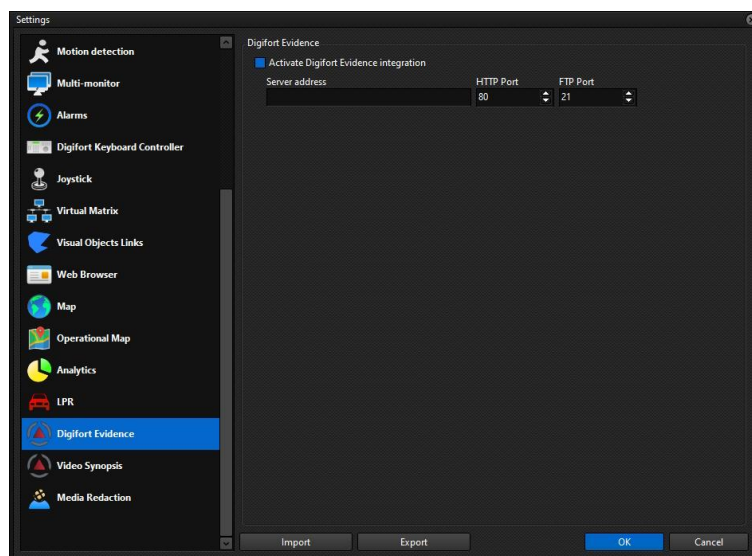 Settings
Motion detection
Multi-monitor
Alarms
Digifort Keyboard Controller
Joystick
Virtual Matrix
Visual Objects Links
Web Browser
Map
Operational Map
Analytics
LPR
Digifort Evidence
Video Synopsis
Media Redaction
Digifort Evidence
Activate Digifort Evidence integration
Server address HTTP Port FTP Port
80 21
Import Export OK Cancel